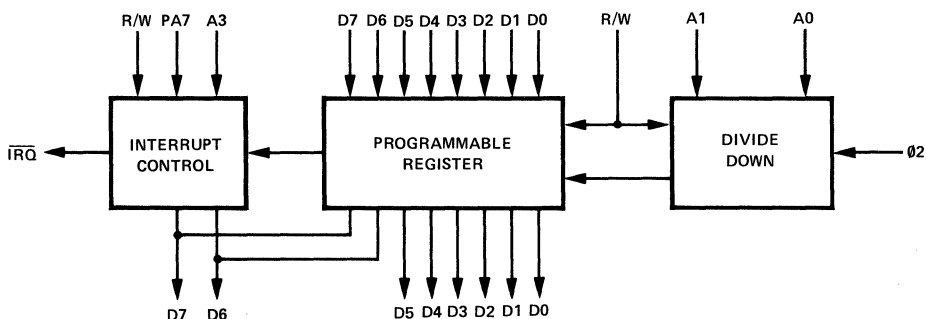 R/W PA7 A3 D7 D6 D5 D4 D3 D2 D1 D0 R/W A1 A0
IRQ
INTERRUPT
CONTROL
PROGRAMMABLE
REGISTER
DIVIDE
DOWN
Ø2
D7 D6 D5 D4 D3 D2 D1 D0